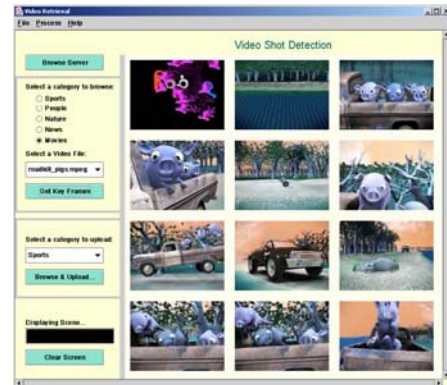 Video Retrieval
File Process Help
Video Shot Detection
Browse Server
Select a category to browse:
Sports
People
Nature
News
Movies
Select a Video File:
roadkill_pigs.mpeg
Get Key Frames
Select a category to upload:
Sports
Browse & Upload...
Displaying Scene...
Clear Screen